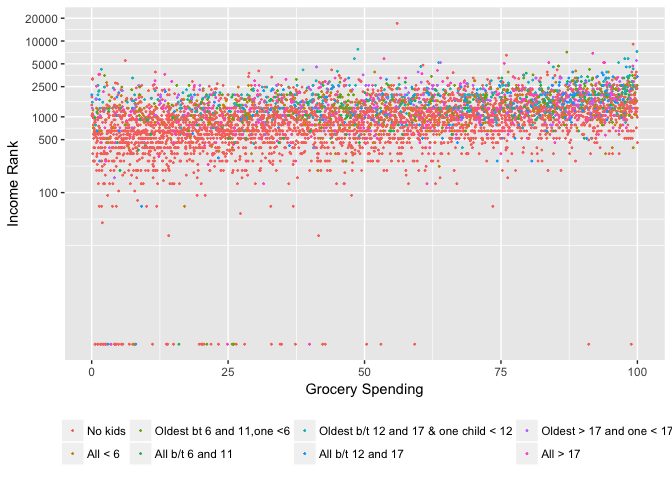 20000
10000
5000
2500
1000
500
100
Income Rank
0 25 50 75 100
Grocery Spending
No kids Oldest bt 6 and 11,one <6 Oldest b/t 12 and 17 & one child < 12 Oldest > 17 and one < 17
All < 6 All b/t 6 and 11 All b/t 12 and 17 All > 17